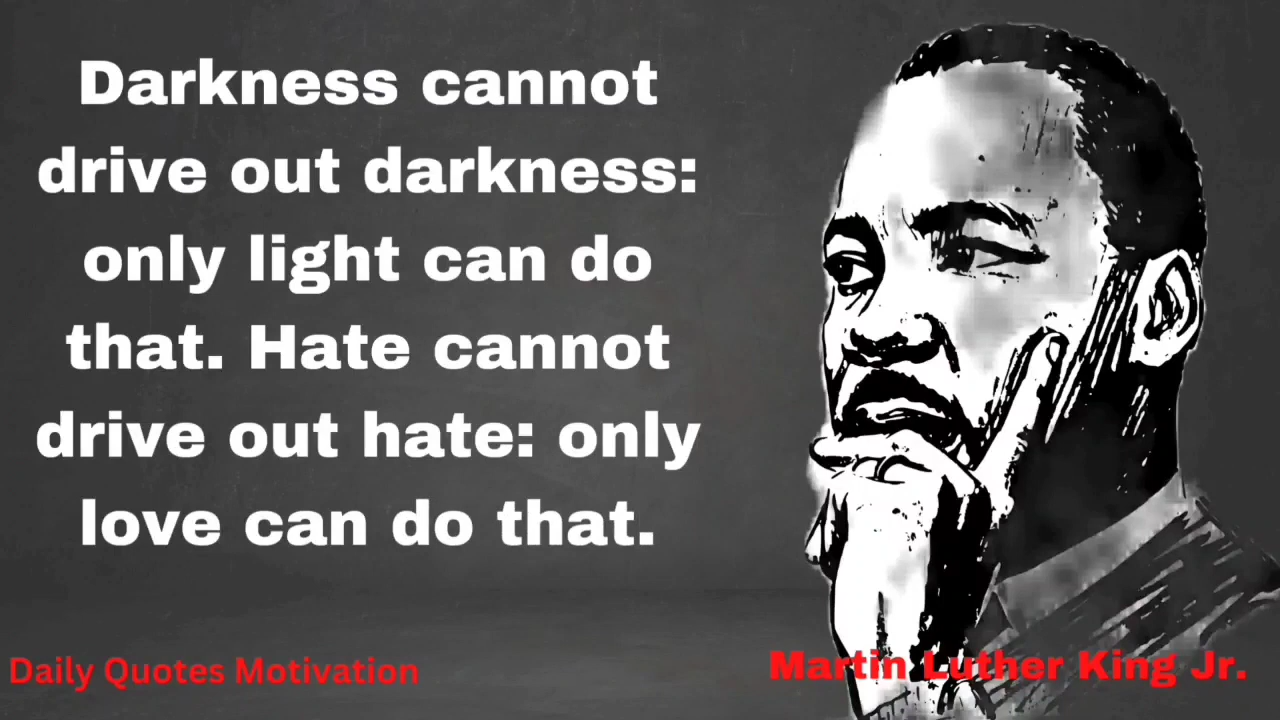 Darkness cannot
drive out darkness:
only light can do
that. Hate cannot
drive out hate: only
love can do that.
Daily Quotes Motivation
Martin Luther King Jr.